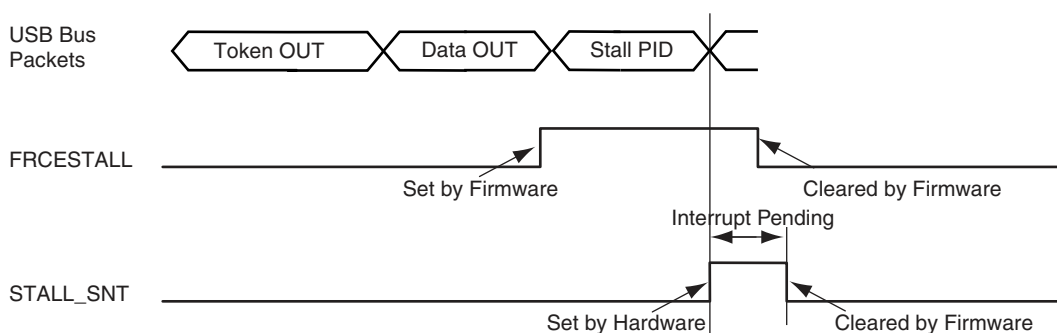 USB Bus
Packets
Token OUT
Data OUT
Stall PID
FRCESTALL
Set by Firmware
Cleared by Firmware
Interrupt Pending
STALL_SNT
Set by Hardware
Cleared by Firmware